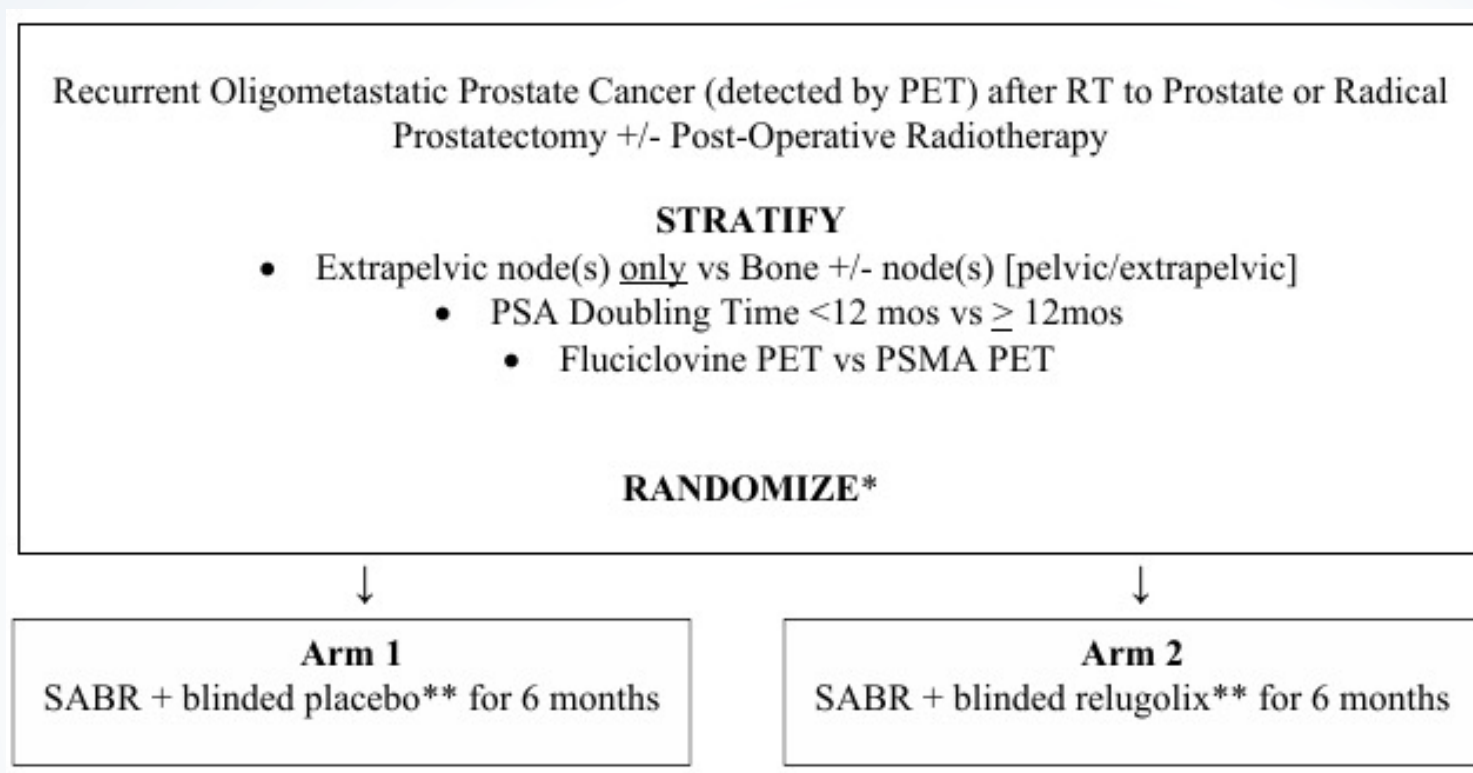 Recurrent Oligometastatic Prostate Cancer (detected by PET) after RT to Prostate or Radical
Prostatectomy +/- Post-Operative Radiotherapy
STRATIFY
• Extrapelvic node(s) only vs Bone +/- node(s) [pelvic/extrapelvic]
• PSA Doubling Time <12 mos vs ≥ 12mos
• Fluciclovine PET vs PSMA PET
RANDOMIZE*
↓ ↓
Arm 1
SABR + blinded placebo** for 6 months
Arm 2
SABR + blinded relugolix** for 6 months